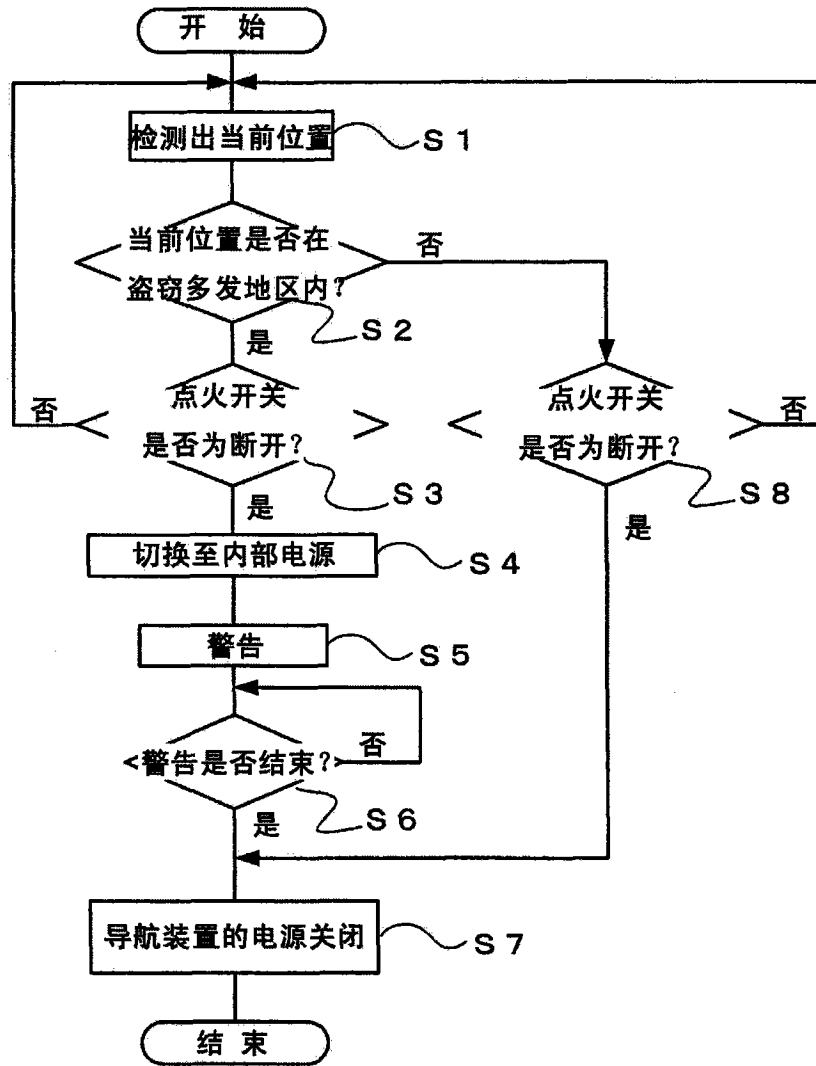 开 始
检测出当前位置
S 1
当前位置是否在
盗窃多发地区内？
否
S 2
是
点火开关
是否为断开？
否
S 3
是
点火开关
是否为断开？
否
S 8
是
切换至内部电源
S 4
警告
S 5
警告是否结束？
否
S 6
是
导航装置的电源关闭
S 7
结 束